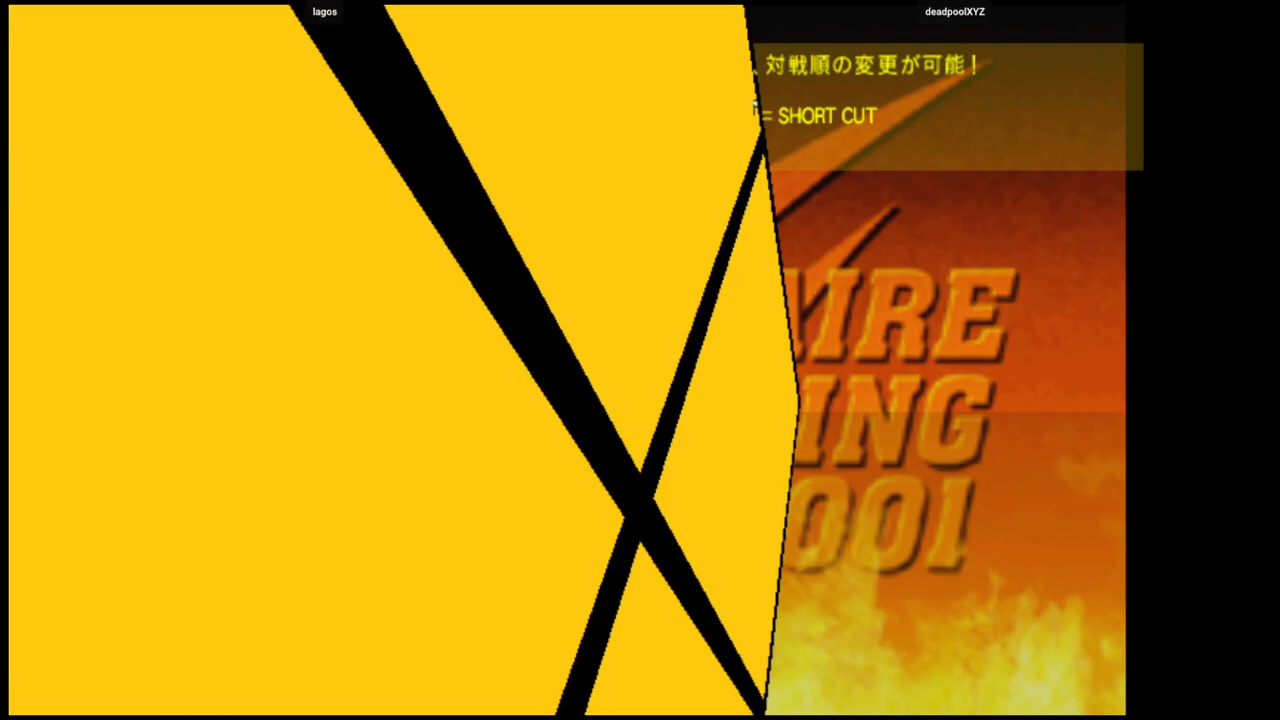 lagos
deadpoolXYZ
対戦順の変更が可能！
= SHORT CUT
IRE
ING
001